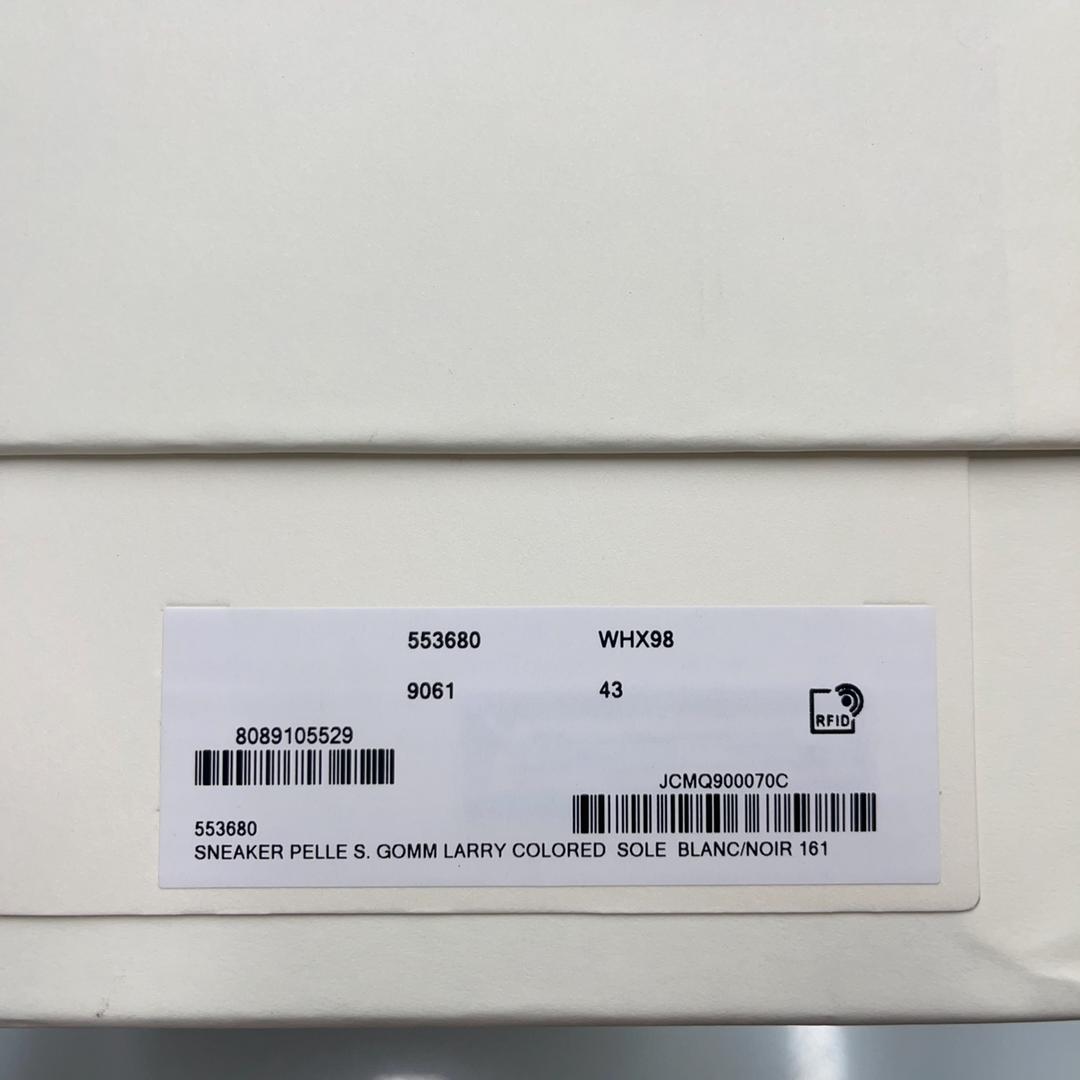 553680 WHX98
9061 43
RFID
8089105529
JCMQ900070C
553680
SNEAKER PELLE S. GOMM LARRY COLORED SOLE BLANC/NOIR 161